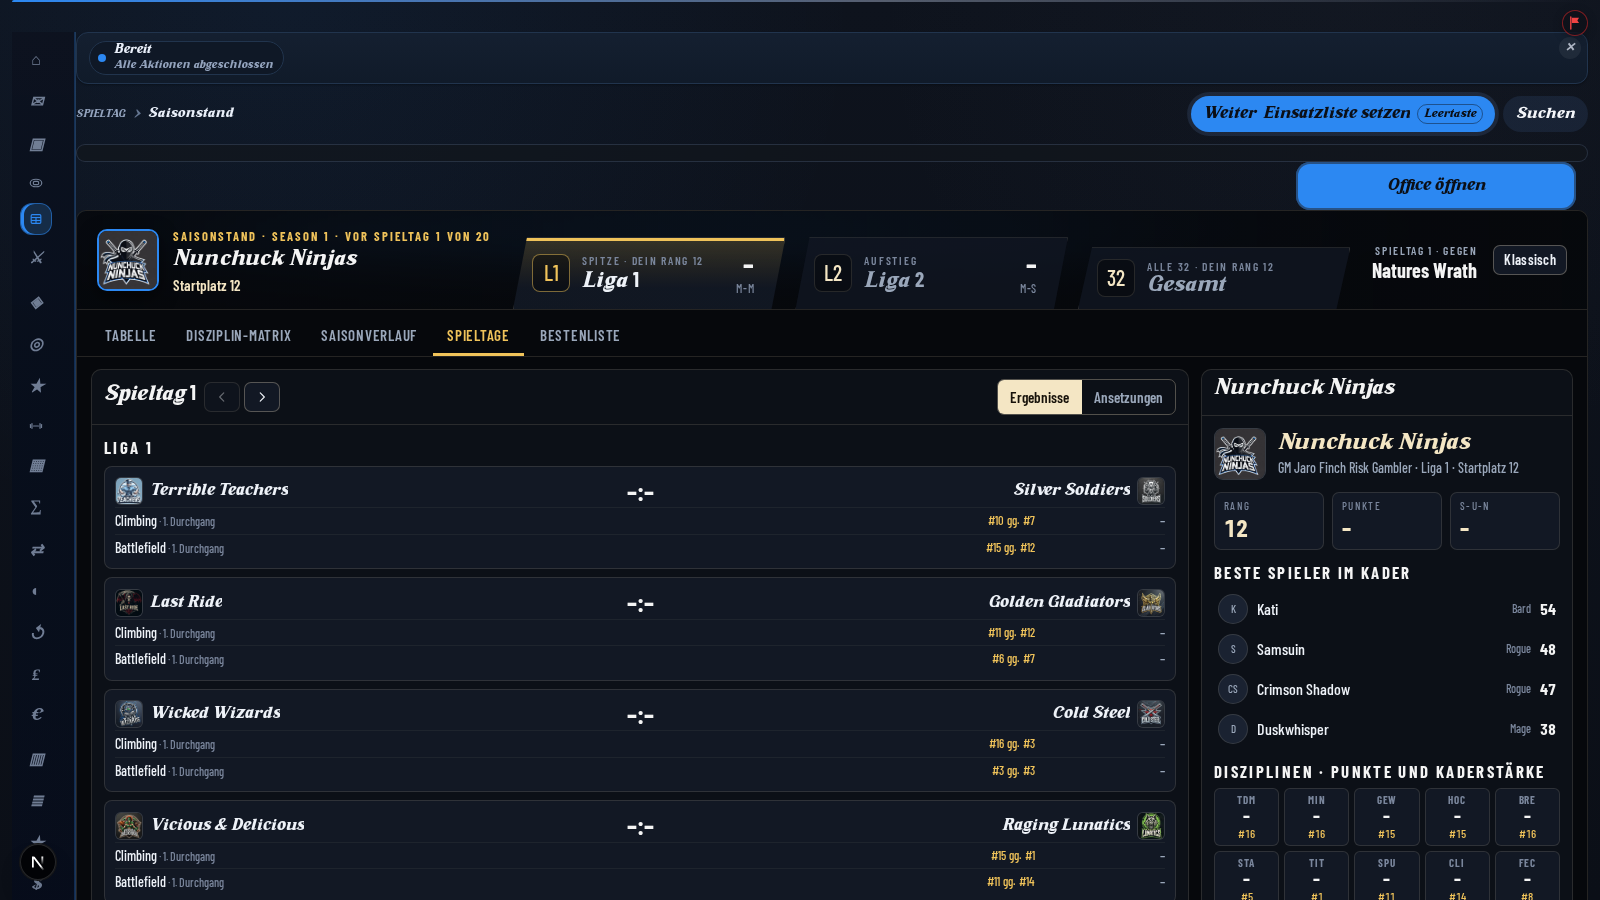 Bereit
Alle Aktionen abgeschlossen
SPIELTAG › Saisonstand
Weiter Einsatzliste setzen Leertaste
Suchen
Office öffnen
SAISONSTAND · SEASON 1 · VOR SPIELTAG 1 VON 20
Nunchuck Ninjas
Startplatz 12
L1
SPITZE · DEIN RANG 12
Liga 1
–
M-M
L2
AUFSTIEG
Liga 2
–
M-S
32
ALLE 32 · DEIN RANG 12
Gesamt
SPIELTAG 1 · GEGEN
Natures Wrath
Klassisch
TABELLE
DISZIPLIN-MATRIX
SAISONVERLAUF
SPIELTAGE
BESTENLISTE
Spieltag 1
Ergebnisse
Ansetzungen
LIGA 1
Terrible Teachers –:– Silver Soldiers
Climbing · 1. Durchgang #10 gg. #7 –
Battlefield · 1. Durchgang #15 gg. #12 –
Last Ride –:– Golden Gladiators
Climbing · 1. Durchgang #11 gg. #12 –
Battlefield · 1. Durchgang #6 gg. #7 –
Wicked Wizards –:– Cold Steel
Climbing · 1. Durchgang #16 gg. #3 –
Battlefield · 1. Durchgang #3 gg. #3 –
Vicious & Delicious –:– Raging Lunatics
Climbing · 1. Durchgang #15 gg. #1 –
Battlefield · 1. Durchgang #11 gg. #14 –
Nunchuck Ninjas
NUNCHUCK NINJAS
Nunchuck Ninjas
GM Jaro Finch Risk Gambler · Liga 1 · Startplatz 12
RANG
12
PUNKTE
–
S-U-N
–
BESTE SPIELER IM KADER
K Kati Bard 54
S Samsuin Rogue 48
CS Crimson Shadow Rogue 47
D Duskwhisper Mage 38
DISZIPLINEN · PUNKTE UND KADERSTÄRKE
TDM MIN GEW HOC BRE
– – – – –
#16 #16 #15 #15 #16
STA TIT SPU CLI FEC
– – – – –
#5 #1 #11 #14 #8
N